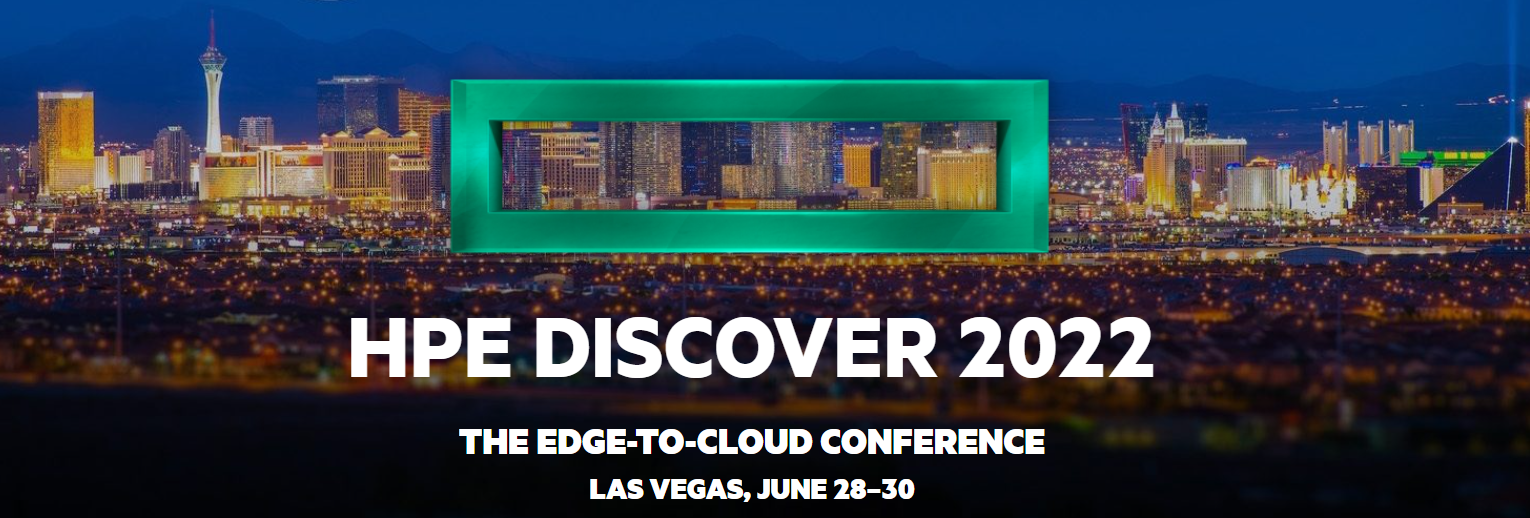 HPE DISCOVER 2022
THE EDGE-TO-CLOUD CONFERENCE
LAS VEGAS, JUNE 28–30